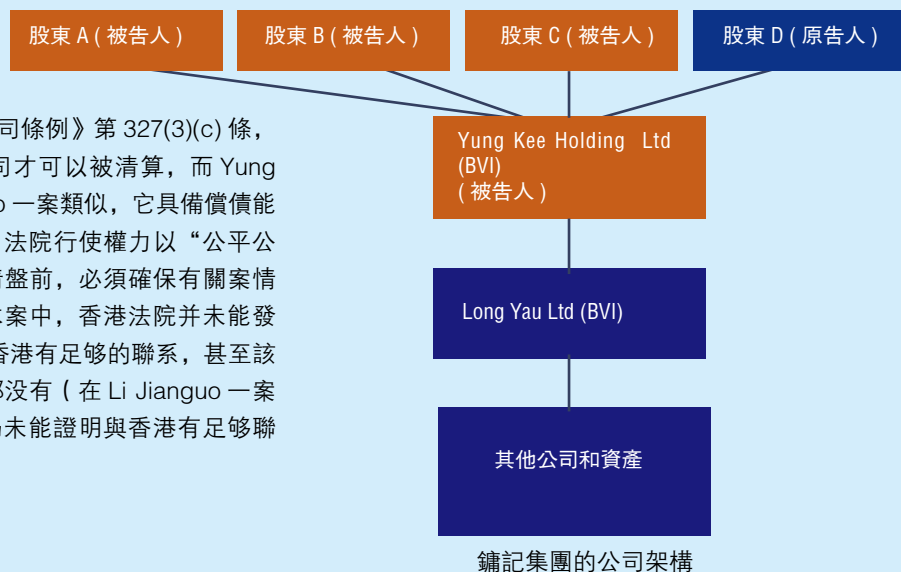 股東 A ( 被告人 )
股東 B ( 被告人 )
股東 C ( 被告人 )
股東 D ( 原告人 )
司條例》第 327(3)(c) 條，
司才可以被清算，而 Yung
o 一案類似，它具備償債能
法院行使權力以“公平公
清盤前，必須確保有關案情
本案中，香港法院并未能發
香港有足够的聯系，甚至該
都没有 ( 在 Li Jianguo 一案
仍未能證明與香港有足够聯
Yung Kee Holding Ltd
(BVI)
( 被告人 )
Long Yau Ltd (BVI)
其他公司和資產
鏞記集團的公司架構